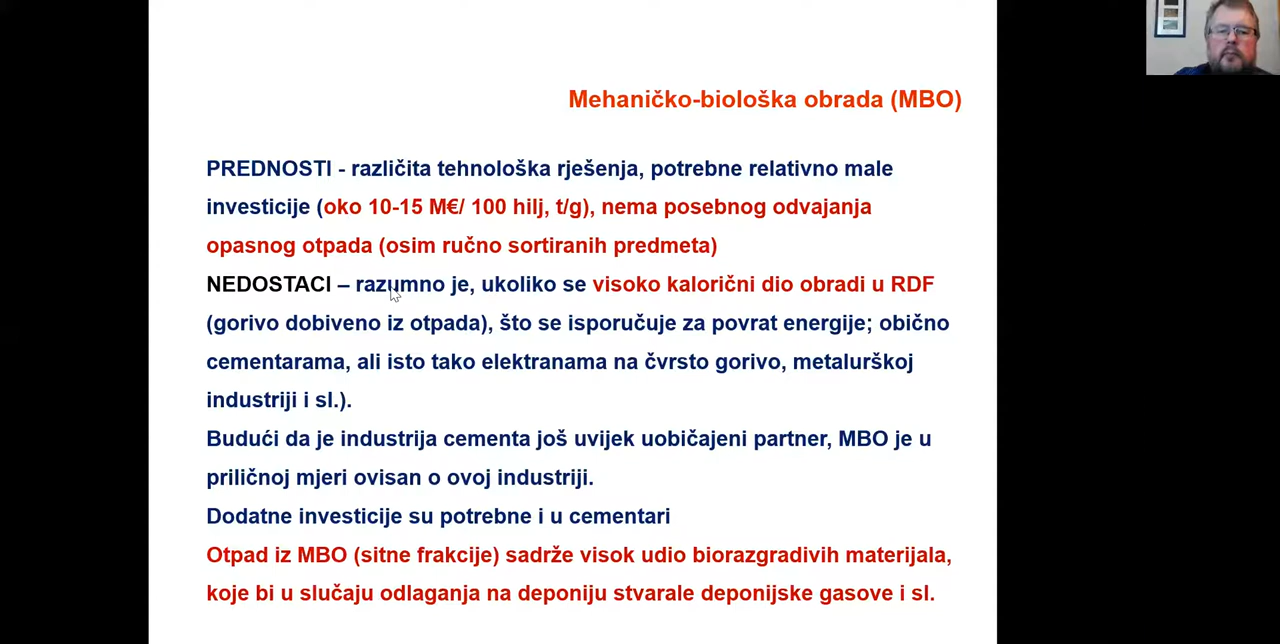 Mehaničko-biološka obrada (MBO)
PREDNOSTI - različita tehnološka rješenja, potrebne relativno male
investicije (oko 10-15 M€/ 100 hilj, t/g), nema posebnog odvajanja
opasnog otpada (osim ručno sortiranih predmeta)
NEDOSTACI – razumno je, ukoliko se visoko kalorični dio obradi u RDF
(gorivo dobiveno iz otpada), što se isporučuje za povrat energije; obično
cementarama, ali isto tako elektranama na čvrsto gorivo, metalurškoj
industriji i sl.).
Budući da je industrija cementa još uvijek uobičajeni partner, MBO je u
priličnoj mjeri ovisan o ovoj industriji.
Dodatne investicije su potrebne i u cementari
Otpad iz MBO (sitne frakcije) sadrže visok udio biorazgradivih materijala,
koje bi u slučaju odlaganja na deponiju stvarale deponijske gasove i sl.